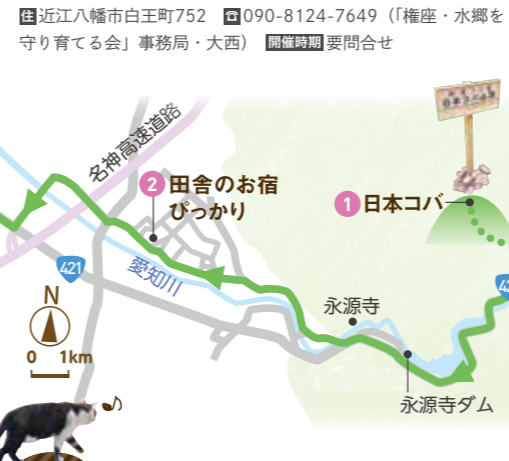 住近江八幡市白王町752 ☎090-8124-7649（「権座・水郷を
守り育てる会」事務局・大西） 開催時期要問合せ
名神高速道路
2 田舎のお宿
ぴっかり
1 日本コバ
421
愛知川
42
N
0 1km
永源寺
永源寺ダム